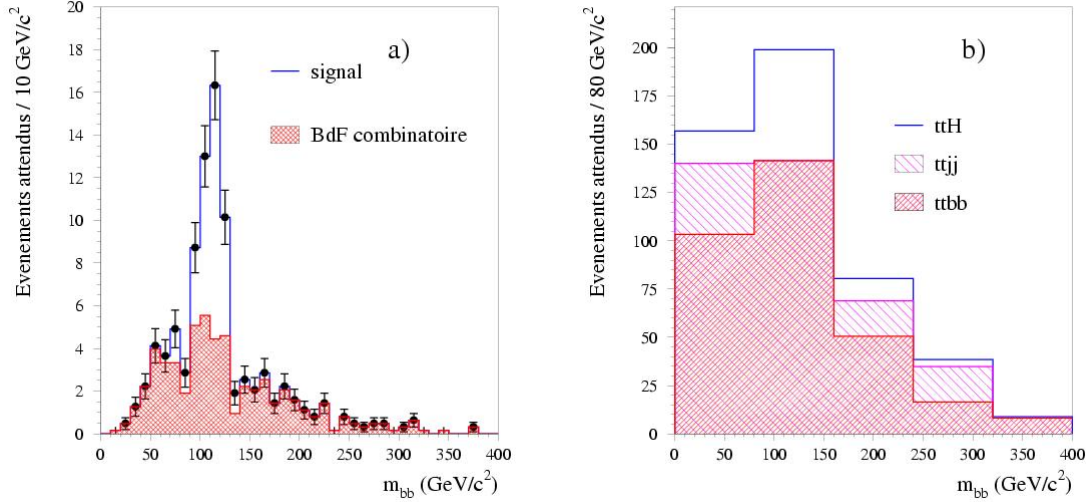 Evenements attendus / 10 GeV/c²
20
18
16
14
12
10
8
6
4
2
0
a)
signal
BdF combinatoire
0 50 100 150 200 250 300 350 400
m_bb (GeV/c²)
Evenements attendus / 80 GeV/c²
200
175
150
125
100
75
50
25
0
b)
ttH
ttjj
ttbb
0 50 100 150 200 250 300 350 400
m_bb (GeV/c²)